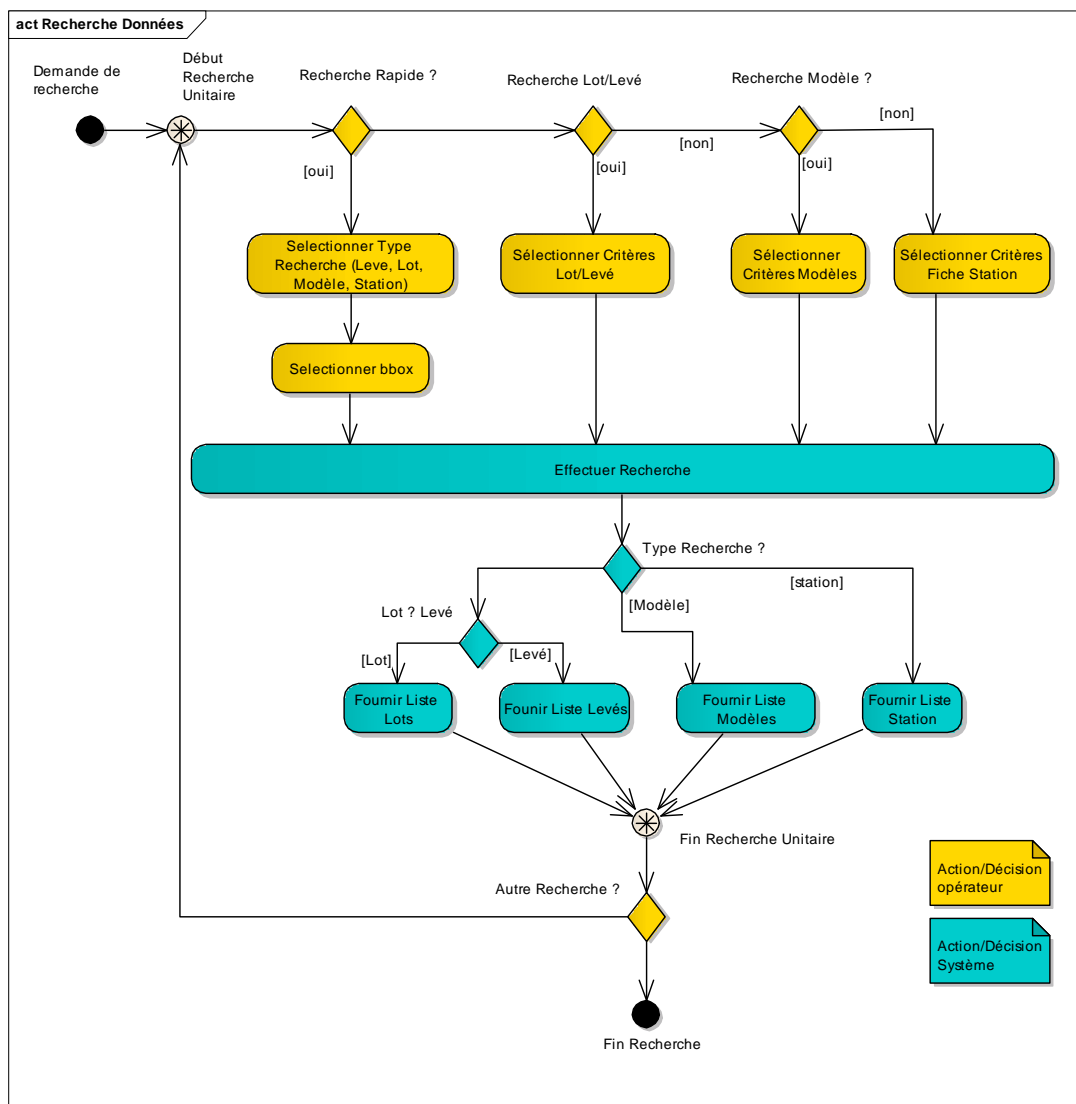 act Recherche Données
Demande de
recherche
Début
Recherche
Unitaire
Recherche Rapide ?
Recherche Lot/Levé
Recherche Modèle ?
[oui]
[oui]
[non]
[oui]
[non]
Selectionner Type
Recherche (Leve, Lot,
Modèle, Station)
Sélectionner Critères
Lot/Levé
Sélectionner
Critères Modèles
Sélectionner Critères
Fiche Station
Selectionner bbox
Effectuer Recherche
Type Recherche ?
[station]
[Modèle]
Lot ? Levé
[Lot]
[Levé]
Fournir Liste
Lots
Founir Liste Levés
Fournir Liste
Modèles
Fournir Liste
Station
Fin Recherche Unitaire
Autre Recherche ?
Action/Décision
opérateur
Action/Décision
Système
Fin Recherche